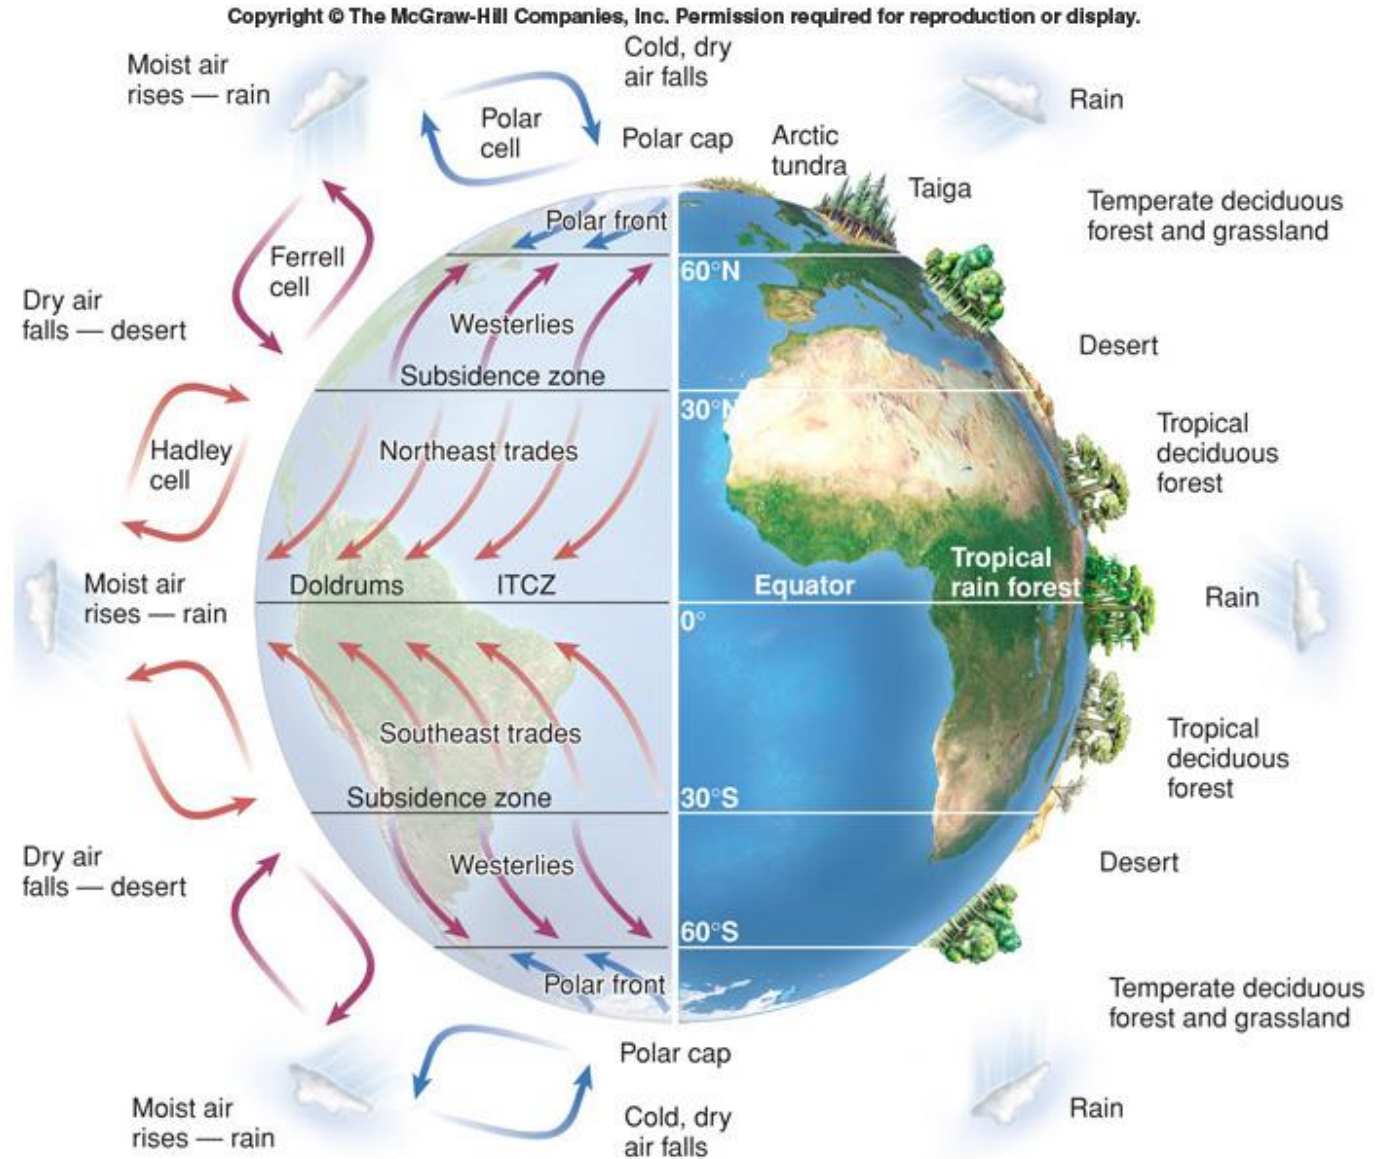 Copyright © The McGraw-Hill Companies, Inc. Permission required for reproduction or display.
Moist air
rises — rain
Polar
cell
Cold, dry
air falls
Polar cap
Arctic
tundra
Taiga
Rain
Temperate deciduous
forest and grassland
Ferrell
cell
Polar front
60°N
Dry air
falls — desert
Westerlies
Desert
Subsidence zone
30°N
Hadley
cell
Northeast trades
Tropical
deciduous
forest
Moist air
rises — rain
Doldrums
ITCZ
Equator
Tropical
rain forest
Rain
0°
Southeast trades
Tropical
deciduous
forest
Subsidence zone
30°S
Dry air
falls — desert
Westerlies
Desert
60°S
Polar front
Temperate deciduous
forest and grassland
Polar cap
Moist air
rises — rain
Cold, dry
air falls
Rain